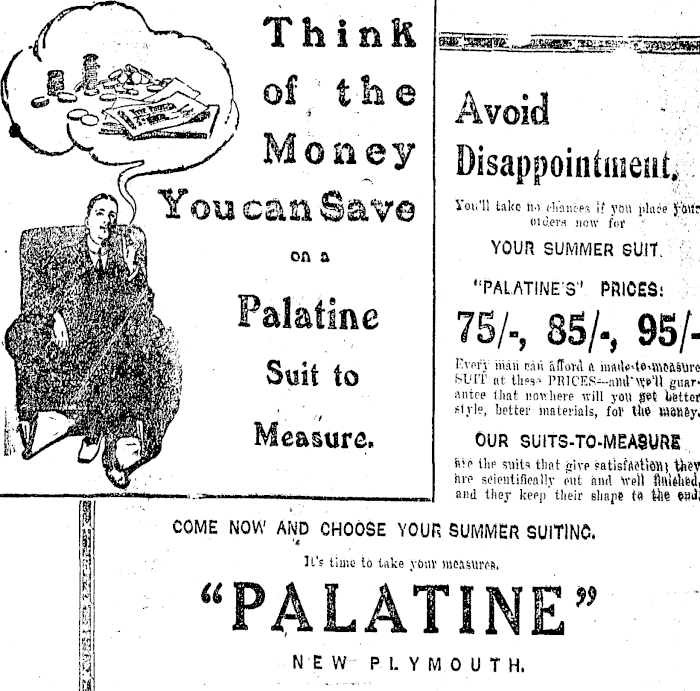 Think
of the
Money
You can Save
on a
Palatine
Suit to
Measure.
Avoid
Disappointment.
You'll take no chances if you place your
orders now for
YOUR SUMMER SUIT.
"PALATINE'S" PRICES:
75/-, 85/-, 95/-
Every man can afford a made-to-measure
SUIT at these PRICES—and we'll guar-
antee that nowhere will you get better
style, better materials, for the money.
OUR SUITS-TO-MEASURE
are the suits that give satisfaction; they
are scientifically cut and well finished,
and they keep their shape to the end.
COME NOW AND CHOOSE YOUR SUMMER SUITING.
It's time to take your measures.
"PALATINE"
NEW PLYMOUTH.